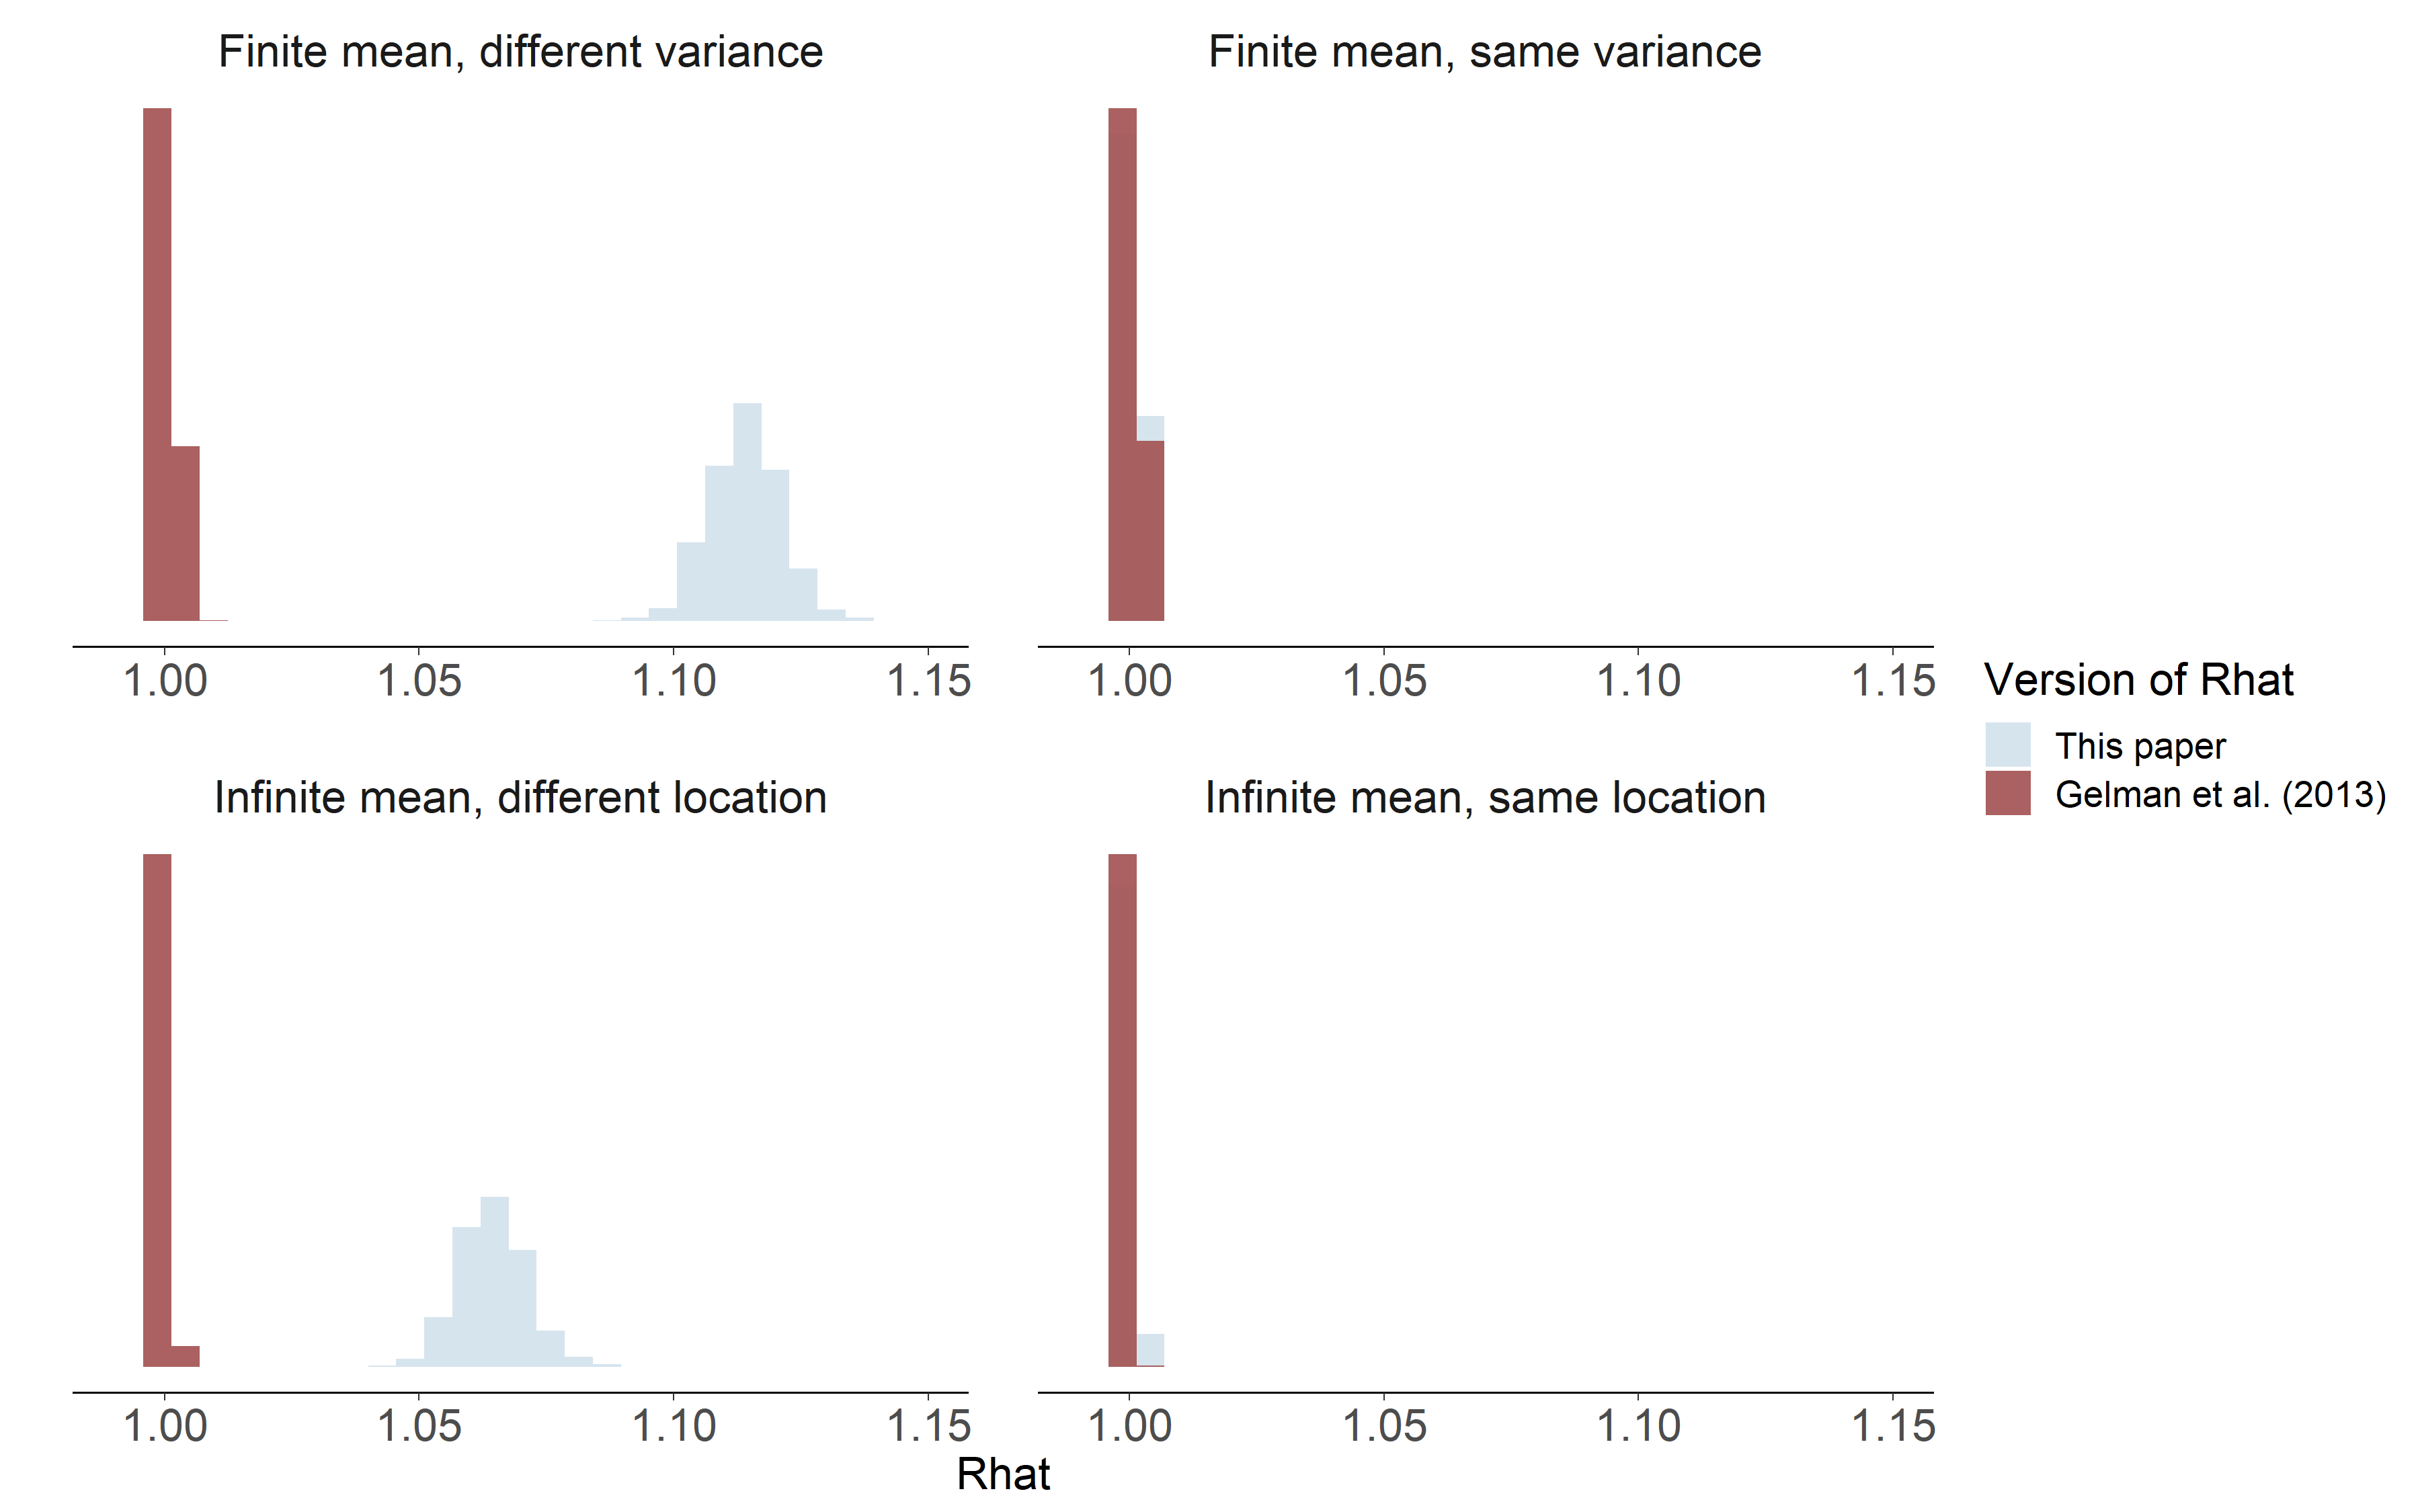 Finite mean, different variance
Finite mean, same variance
1.00 1.05 1.10 1.15
1.00 1.05 1.10 1.15
Version of Rhat
This paper
Gelman et al. (2013)
Infinite mean, different location
Infinite mean, same location
1.00 1.05 1.10 1.15
1.00 1.05 1.10 1.15
Rhat